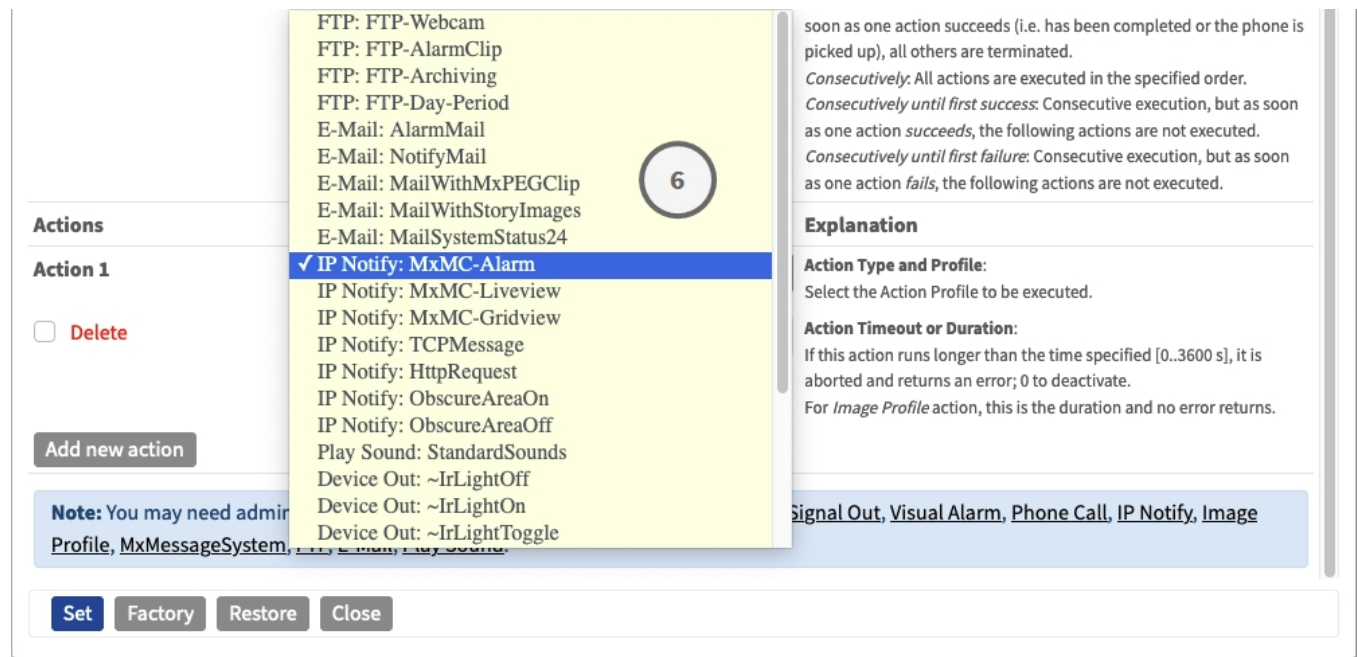 soon as one action succeeds (i.e. has been completed or the phone is
picked up), all others are terminated.
Consecutively: All actions are executed in the specified order.
Consecutively until first success: Consecutive execution, but as soon
as one action succeeds, the following actions are not executed.
Consecutively until first failure: Consecutive execution, but as soon
as one action fails, the following actions are not executed.
FTP: FTP-Webcam
FTP: FTP-AlarmClip
FTP: FTP-Archiving
FTP: FTP-Day-Period
E-Mail: AlarmMail
E-Mail: NotifyMail
E-Mail: MailWithMxPEGClip
E-Mail: MailWithStoryImages
E-Mail: MailSystemStatus24
✓ IP Notify: MxMC-Alarm
IP Notify: MxMC-Liveview
IP Notify: MxMC-Gridview
IP Notify: TCPMessage
IP Notify: HttpRequest
IP Notify: ObscureAreaOn
IP Notify: ObscureAreaOff
Play Sound: StandardSounds
Device Out: ~IrLightOff
Device Out: ~IrLightOn
Device Out: ~IrLightToggle
6
Actions
Explanation
Action 1
Action Type and Profile:
Select the Action Profile to be executed.
Delete
Action Timeout or Duration:
If this action runs longer than the time specified [0..3600 s], it is
aborted and returns an error; 0 to deactivate.
For Image Profile action, this is the duration and no error returns.
Add new action
Note: You may need admin Signal Out, Visual Alarm, Phone Call, IP Notify, Image
Profile, MxMessageSystem,
Set
Factory
Restore
Close